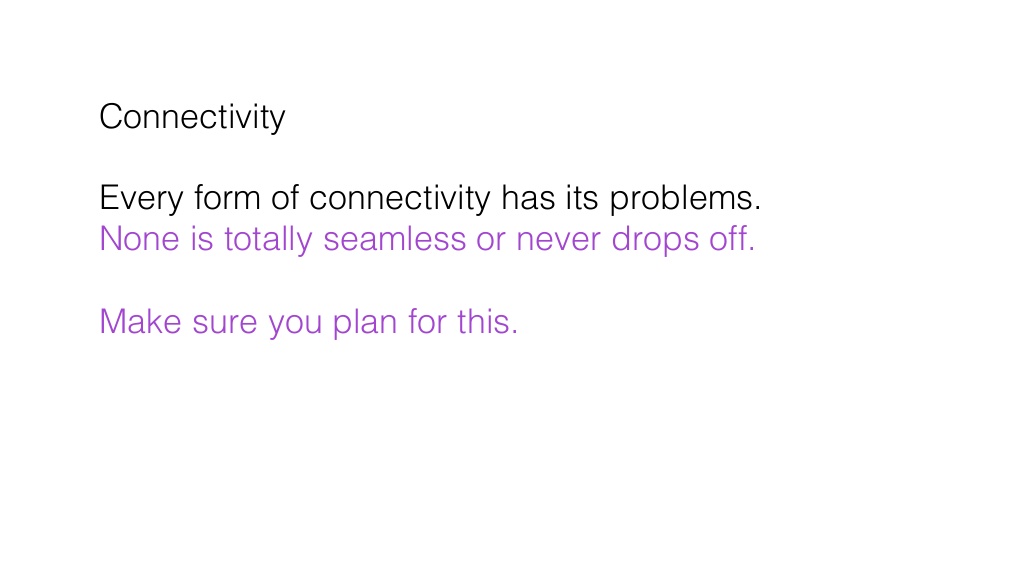 Connectivity
Every form of connectivity has its problems.
None is totally seamless or never drops off.
Make sure you plan for this.